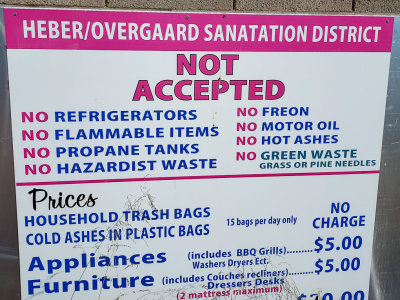 HEBER/OVERGAARD SANATATION DISTRICT
NOT
ACCEPTED
NO REFRIGERATORS
NO FLAMMABLE ITEMS
NO PROPANE TANKS
NO HAZARDIST WASTE
NO FREON
NO MOTOR OIL
NO HOT ASHES
NO GREEN WASTE
GRASS OR PINE NEEDLES
Prices
HOUSEHOLD TRASH BAGS 15 bags per day only NO
COLD ASHES IN PLASTIC BAGS CHARGE
Appliances (includes BBQ Grills)..........$5.00
Washers Dryers Ect.
Furniture (includes Couches recliners)........$5.00
Dressers Desks
(2 mattress maximum)